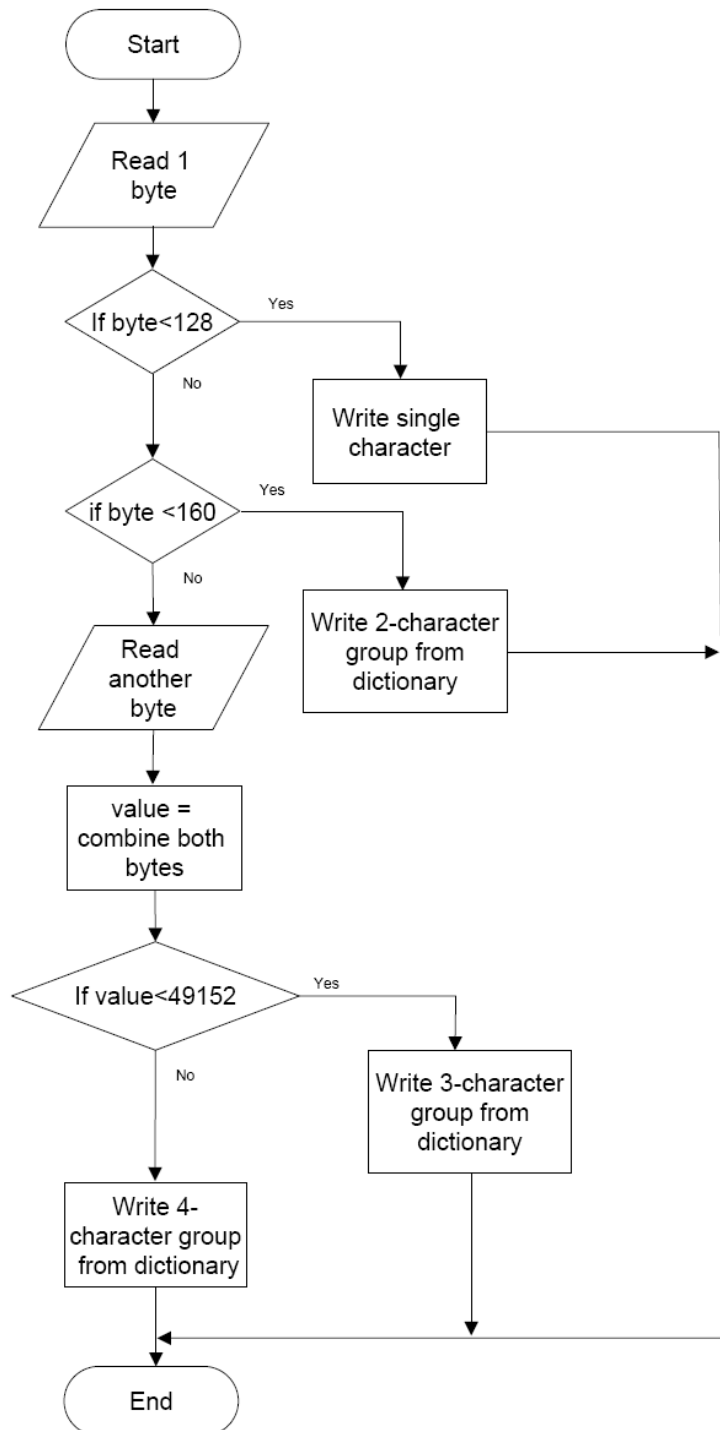 Start
Read 1
byte
If byte<128
Yes
No
Write single
character
if byte <160
Yes
No
Write 2-character
group from
dictionary
Read
another
byte
value =
combine both
bytes
If value<49152
Yes
No
Write 3-character
group from
dictionary
Write 4-
character group
from dictionary
End